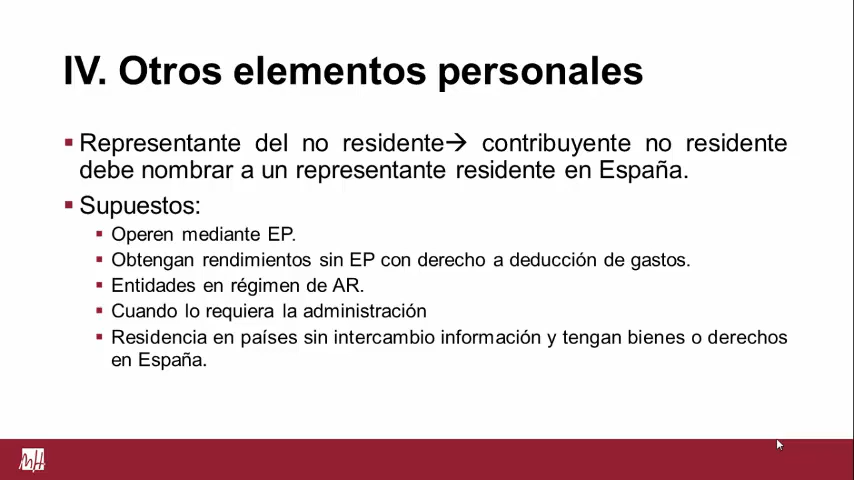 IV. Otros elementos personales
Representante del no residente→ contribuyente no residente
debe nombrar a un representante residente en España.
Supuestos:
Operen mediante EP.
Obtengan rendimientos sin EP con derecho a deducción de gastos.
Entidades en régimen de AR.
Cuando lo requiera la administración
Residencia en países sin intercambio información y tengan bienes o derechos
en España.